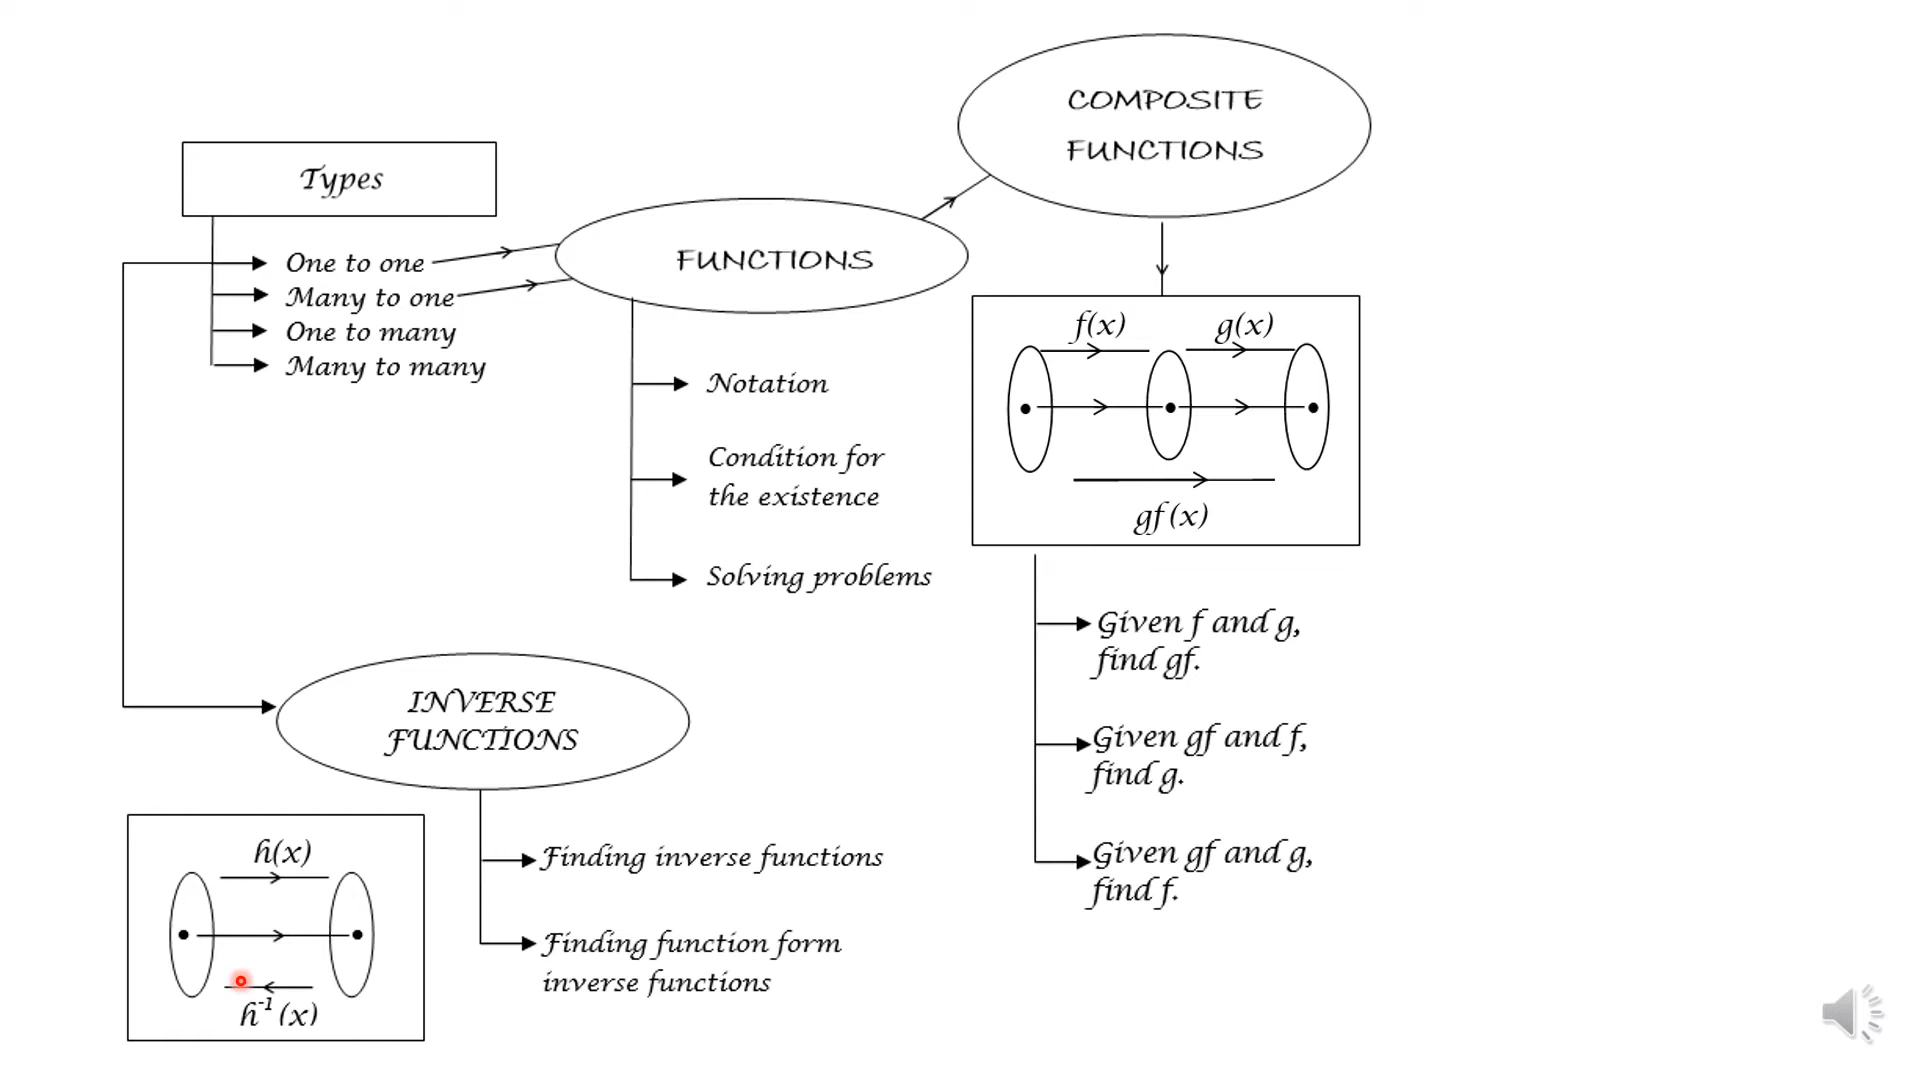 COMPOSITE
FUNCTIONS
Types
FUNCTIONS
One to one
Many to one
One to many
Many to many
Notation
Condition for
the existence
Solving problems
f(x)
g(x)
gf(x)
Given f and g,
find gf.
Given gf and f,
find g.
Given gf and g,
find f.
INVERSE
FUNCTIONS
Finding inverse functions
Finding function form
inverse functions
h(x)
h⁻¹(x)